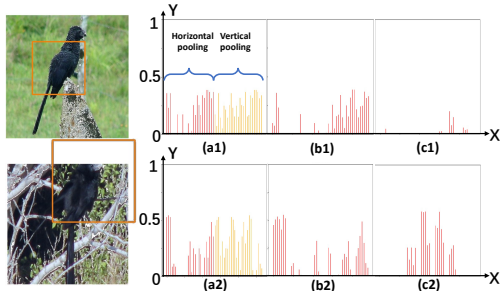 Y
1
Horizontal Vertical
pooling pooling
0.5
0
X
(a1) (b1) (c1)
Y
1
0.5
0
X
(a2) (b2) (c2)